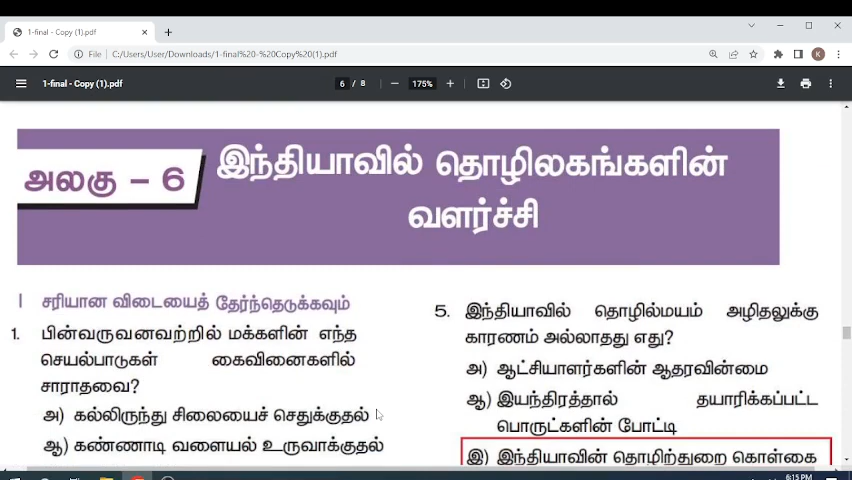 1-final - Copy (1).pdf
File
C:/Users/User/Downloads/1-final%20-%20Copy%20(1).pdf
K
1-final - Copy (1).pdf
6 / 8
175%
அலகு – 6
இந்தியாவில் தொழிலகங்களின்
வளர்ச்சி
I சரியான விடையைத் தேர்ந்தெடுக்கவும்
1. பின்வருவனவற்றில் மக்களின் எந்த
செயல்பாடுகள் கைவினைகளில்
சாராதவை?
அ) கல்லிருந்து சிலையைச் செதுக்குதல்
ஆ) கண்ணாடி வளையல் உருவாக்குதல்
5. இந்தியாவில் தொழில்மயம் அழிதலுக்கு
காரணம் அல்லாதது எது?
அ) ஆட்சியாளர்களின் ஆதரவின்மை
ஆ) இயந்திரத்தால் தயாரிக்கப்பட்ட
பொருட்களின் போட்டி
இ) இந்தியாவின் தொழிற்துறை கொள்கை
6:15 PM